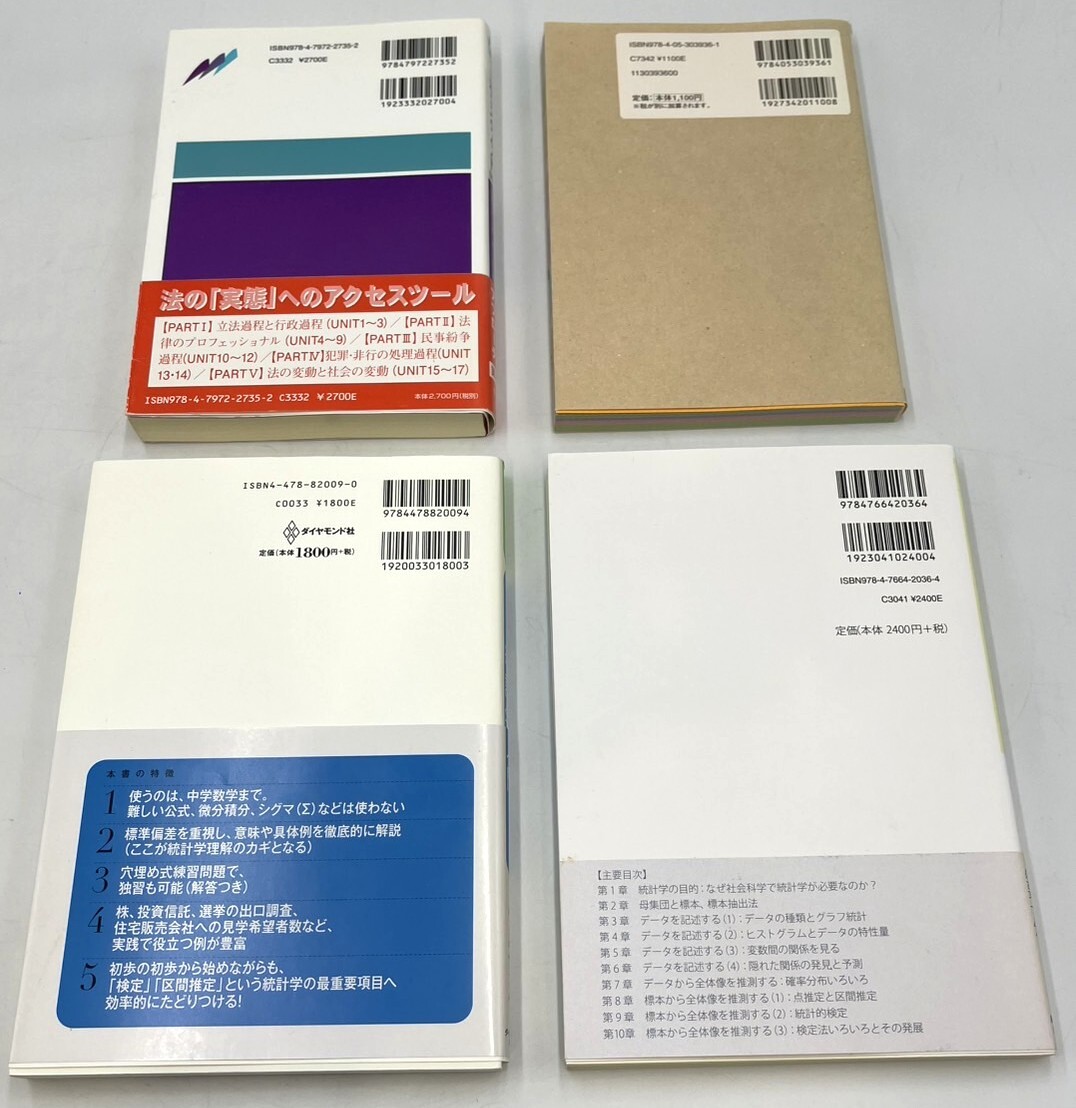 ISBN978-4-7972-2735-2
C3332 ¥2700E
9784797227352
1923332027004
法の「実態」へのアクセスツール
【PARTⅠ】立法過程と行政過程(UNIT1～3)／【PARTⅡ】法
律のプロフェッショナル(UNIT4～9)／【PARTⅢ】民事紛争
過程(UNIT10～12)／【PARTⅣ】犯罪・非行の処理過程(UNIT
13・14)／【PARTⅤ】法の変動と社会の変動(UNIT15～17)
ISBN978-4-7972-2735-2 C3332 ¥2700E
本体2,700円(税別)
ISBN978-4-05-303936-1
C7342 ¥1100E
1130393600
定価：本体1,100円
※税が別に加算されます。
9784053039361
1927342011008
ISBN4-478-82009-0
C0033 ¥1800E
ダイヤモンド社
定価(本体1800円+税)
9784478820094
1920033018003
本書の特徴
1 使うのは、中学数学まで。
難しい公式、微分積分、シグマ(Σ)などは使わない
2 標準偏差を重視し、意味や具体例を徹底的に解説
(ここが統計学理解のカギとなる)
3 穴埋め式練習問題で、
独習も可能(解答つき)
4 株、投資信託、選挙の出口調査、
住宅販売会社への見学希望者数など、
実践で役立つ例が豊富
5 初歩の初歩から始めながらも、
「検定」「区間推定」という統計学の最重要項目へ
効率的にたどりつける!
9784766420364
1923041024004
ISBN978-4-7664-2036-4
C3041 ¥2400E
定価(本体 2400円+税)
【主要目次】
第1章 統計学の目的：なぜ社会科学で統計学が必要なのか？
第2章 母集団と標本、標本抽出法
第3章 データを記述する(1)：データの種類とグラフ統計
第4章 データを記述する(2)：ヒストグラムとデータの特性量
第5章 データを記述する(3)：変数間の関係を見る
第6章 データを記述する(4)：隠れた関係の発見と予測
第7章 データから全体像を推測する：確率分布いろいろ
第8章 標本から全体像を推測する(1)：点推定と区間推定
第9章 標本から全体像を推測する(2)：統計的検定
第10章 標本から全体像を推測する(3)：検定法いろいろとその発展